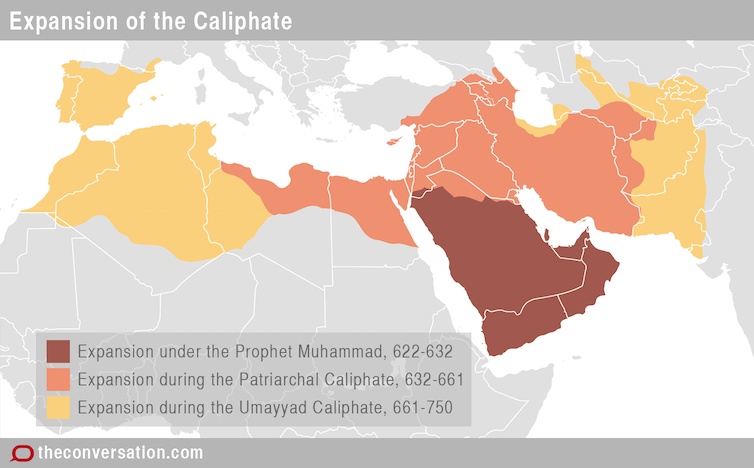 Expansion of the Caliphate
Expansion under the Prophet Muhammad, 622-632
Expansion during the Patriarchal Caliphate, 632-661
Expansion during the Umayyad Caliphate, 661-750
theconversation.com